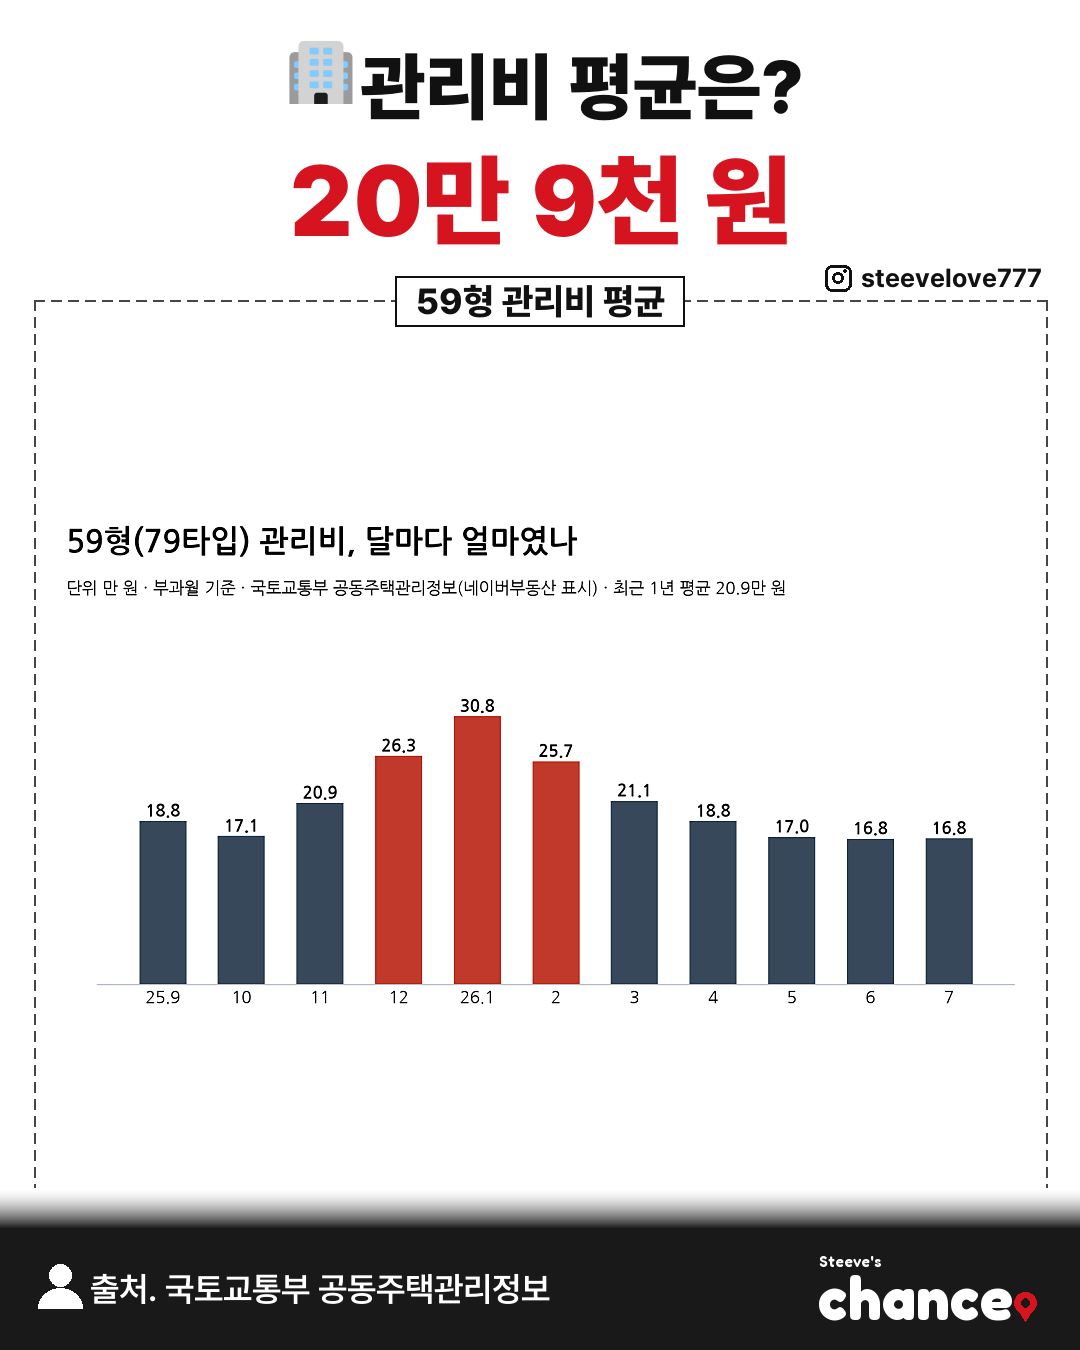 관리비 평균은?
20만 9천 원
steevelove777
59형 관리비 평균
59형(79타입) 관리비, 달마다 얼마였나
단위 만 원 · 부과월 기준 · 국토교통부 공동주택관리정보(네이버부동산 표시) · 최근 1년 평균 20.9만 원
18.8 17.1 20.9 26.3 30.8 25.7 21.1 18.8 17.0 16.8 16.8
25.9 10 11 12 26.1 2 3 4 5 6 7
출처. 국토교통부 공동주택관리정보
Steeve's
chance